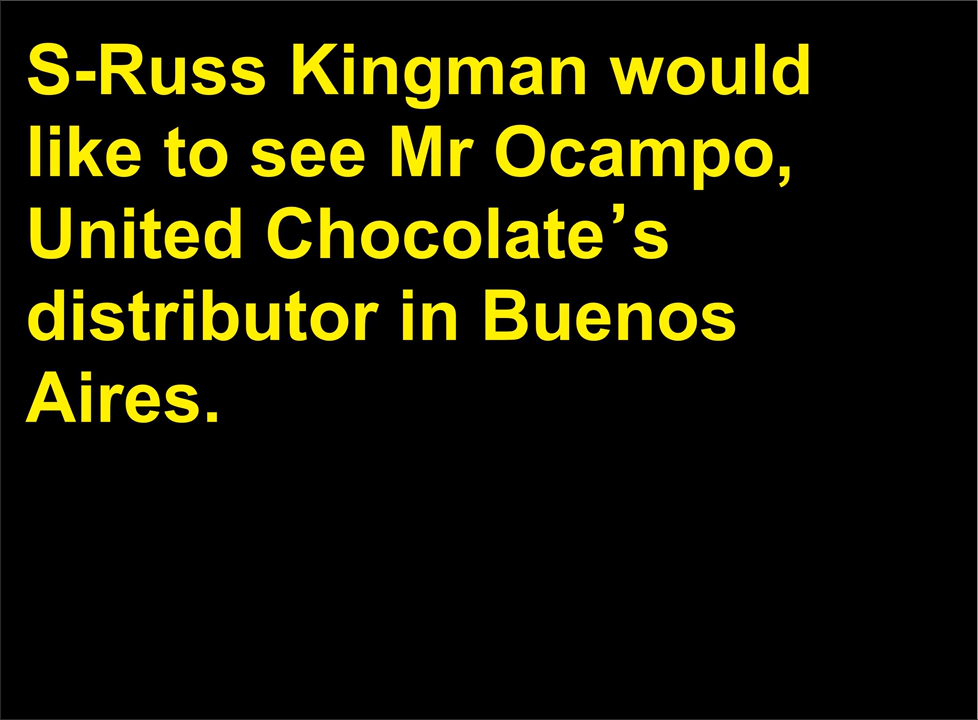 S-Russ Kingman would
like to see Mr Ocampo,
United Chocolate’s
distributor in Buenos
Aires.